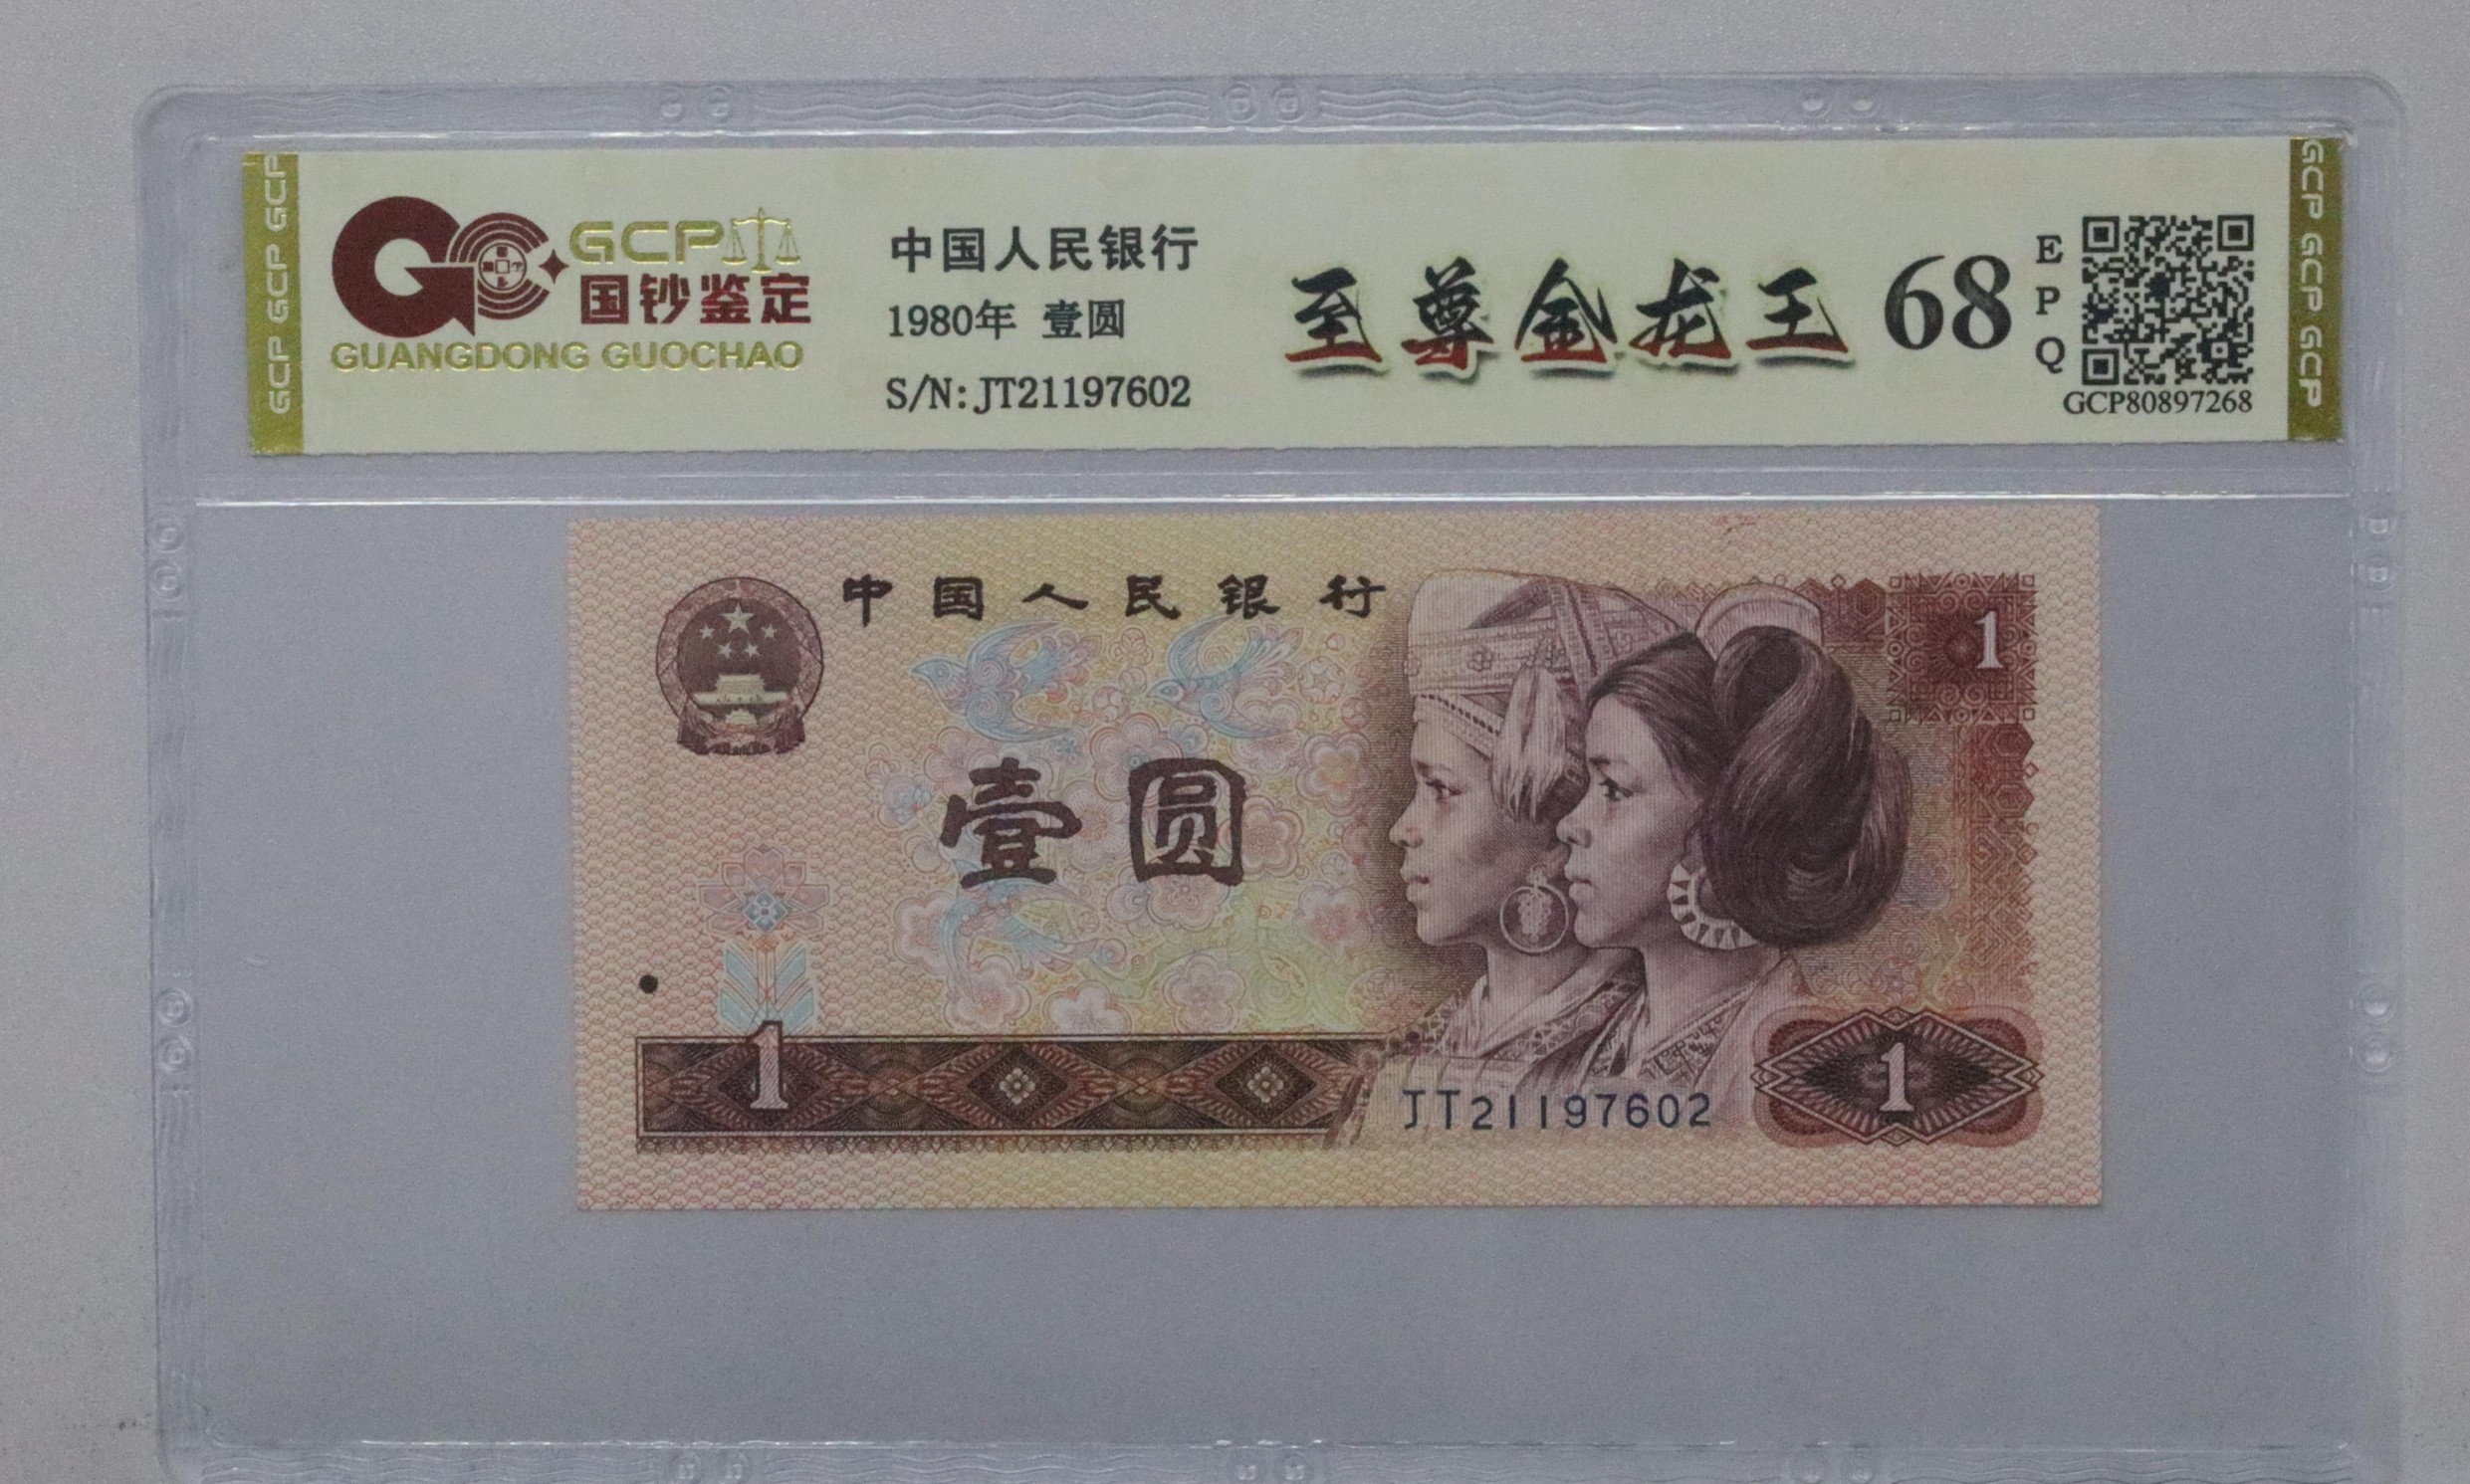 GCP GCP GCP
GCP
国钞鉴定
GUANGDONG GUOCHAO
中国人民银行
1980年 壹圆
S/N: JT21197602
至尊金龙王
68
E
P
Q
GCP80897268
GCP GCP GCP
中国人民银行
1
壹圆
1
JT21197602
1